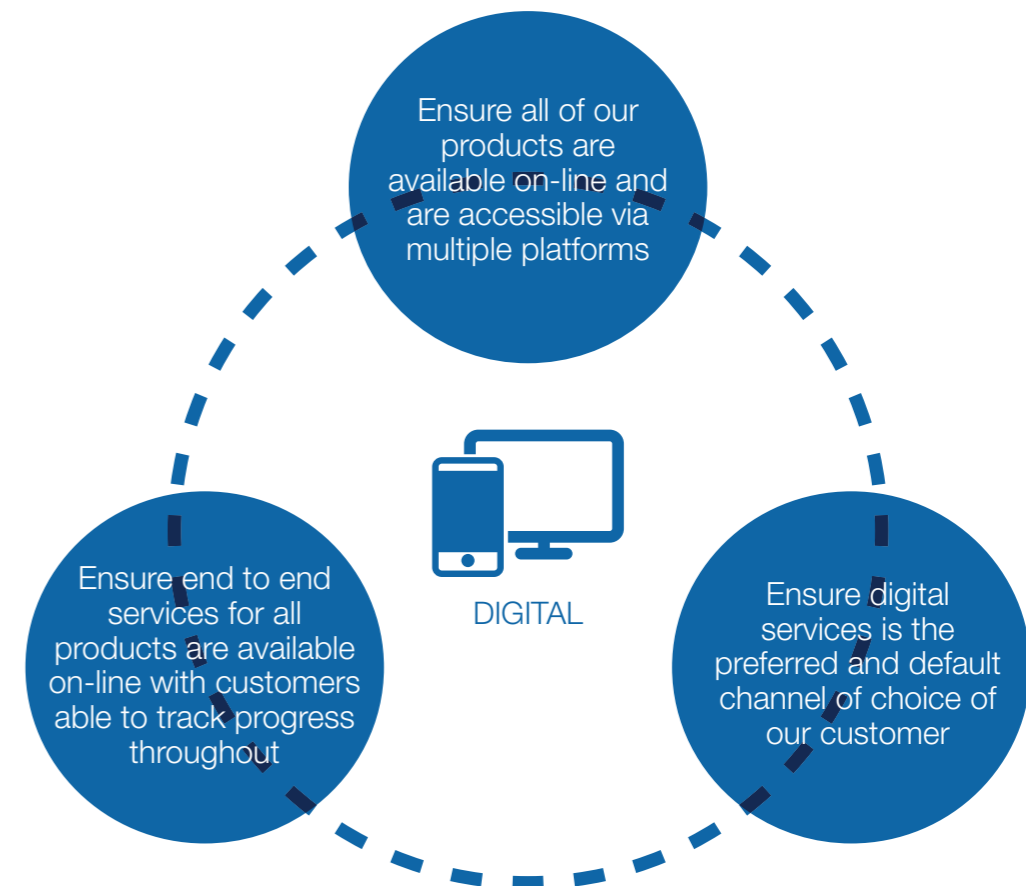 Ensure all of our
products are
available on-line and
are accessible via
multiple platforms
DIGITAL
Ensure end to end
services for all
products are available
on-line with customers
able to track progress
throughout
Ensure digital
services is the
preferred and default
channel of choice of
our customer